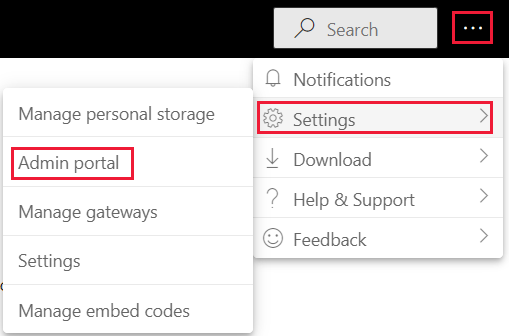 Search
Notifications
Settings
Download
Help & Support
Feedback
Manage personal storage
Admin portal
Manage gateways
Settings
Manage embed codes